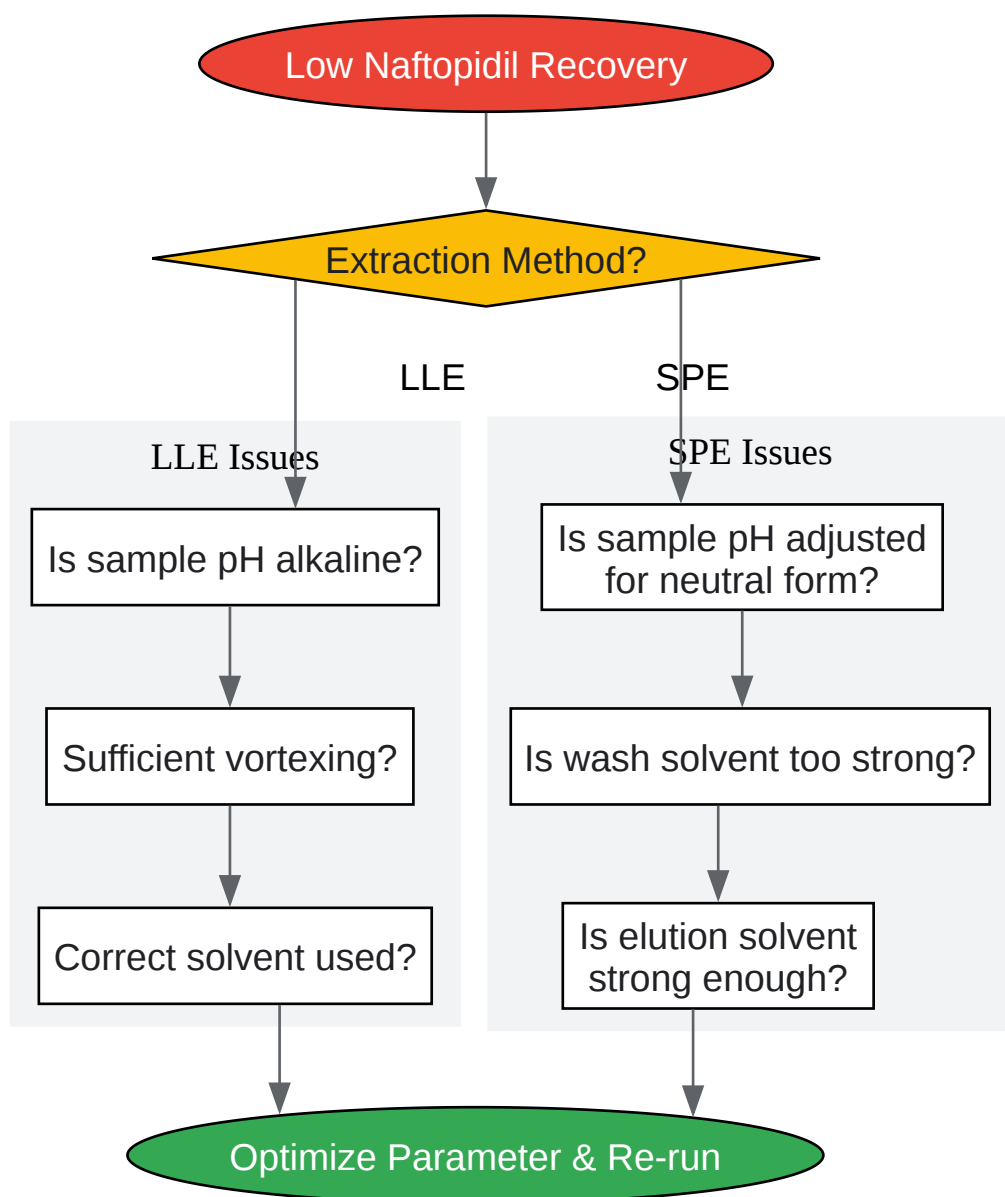 Low Naftopidil Recovery
Extraction Method?
LLE
SPE
LLE Issues
SPE Issues
Is sample pH alkaline?
Is sample pH adjusted
for neutral form?
Sufficient vortexing?
Is wash solvent too strong?
Correct solvent used?
Is elution solvent
strong enough?
Optimize Parameter & Re-run